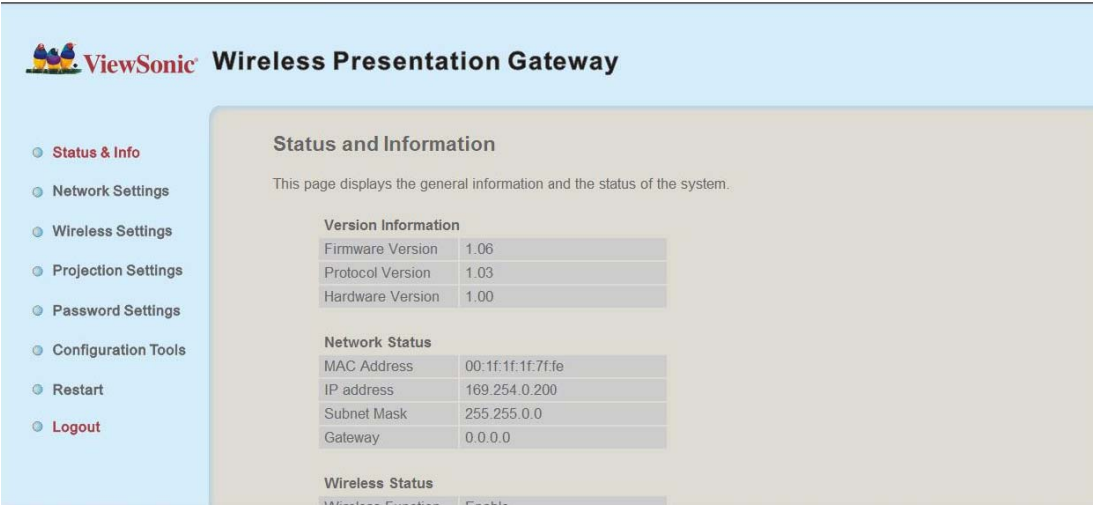 ViewSonic® Wireless Presentation Gateway
Status & Info
Network Settings
Wireless Settings
Projection Settings
Password Settings
Configuration Tools
Restart
Logout
Status and Information
This page displays the general information and the status of the system.
Version Information
Firmware Version 1.06
Protocol Version 1.03
Hardware Version 1.00
Network Status
MAC Address 00:1f:1f:1f:7f:fe
IP address 169.254.0.200
Subnet Mask 255.255.0.0
Gateway 0.0.0.0
Wireless Status
Wireless Function Enable